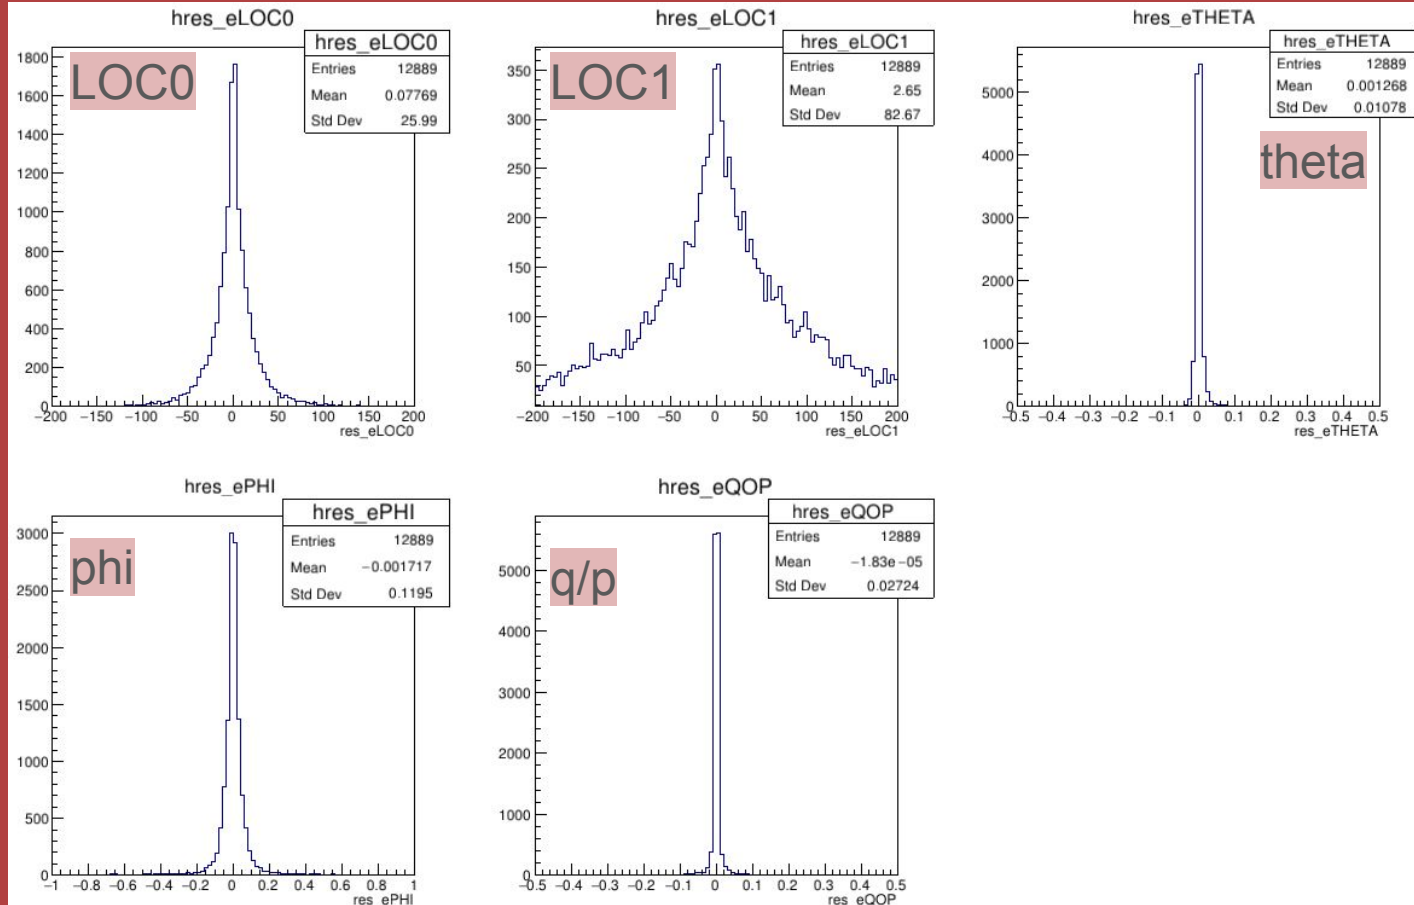 hres_eLOC0
hres_eLOC0
Entries 12889
Mean 0.07769
Std Dev 25.99
LOC0
1800
1600
1400
1200
1000
800
600
400
200
0
−200 −150 −100 −50 0 50 100 150 200
res_eLOC0
hres_eLOC1
hres_eLOC1
Entries 12889
Mean 2.65
Std Dev 82.67
LOC1
350
300
250
200
150
100
50
−200 −150 −100 −50 0 50 100 150 200
res_eLOC1
hres_eTHETA
hres_eTHETA
Entries 12889
Mean 0.001268
Std Dev 0.01078
theta
5000
4000
3000
2000
1000
0
−0.5 −0.4 −0.3 −0.2 −0.1 0 0.1 0.2 0.3 0.4 0.5
res_eTHETA
hres_ePHI
hres_ePHI
Entries 12889
Mean −0.001717
Std Dev 0.1195
phi
3000
2500
2000
1500
1000
500
0
−1 −0.8 −0.6 −0.4 −0.2 0 0.2 0.4 0.6 0.8 1
res_ePHI
hres_eQOP
hres_eQOP
Entries 12889
Mean −1.83e−05
Std Dev 0.02724
q/p
5000
4000
3000
2000
1000
0
−0.5 −0.4 −0.3 −0.2 −0.1 0 0.1 0.2 0.3 0.4 0.5
res_eQOP